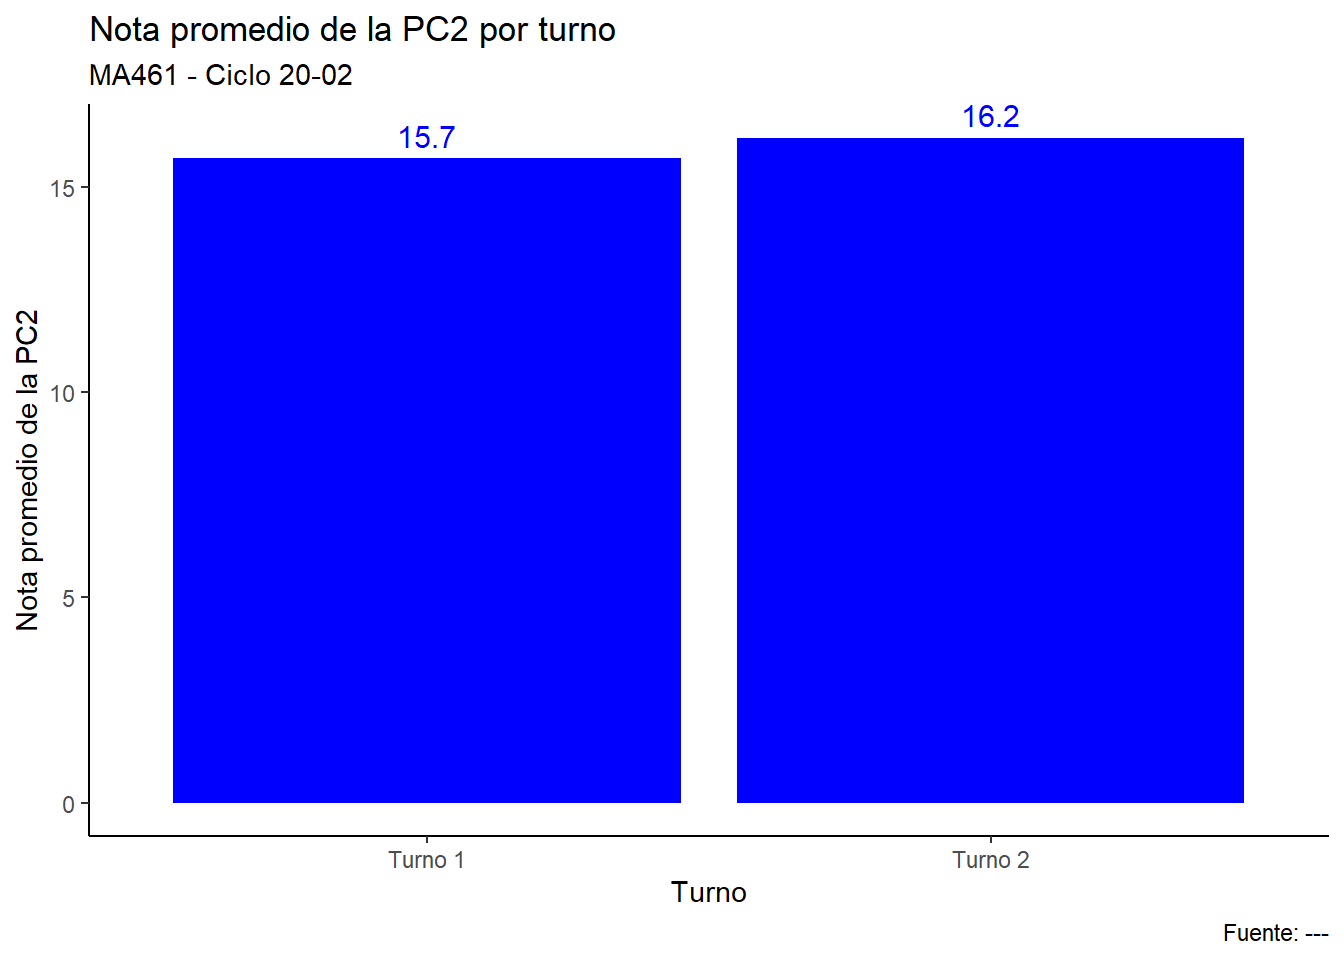 Nota promedio de la PC2 por turno
MA461 - Ciclo 20-02
15.7
16.2
15
10
5
0
Nota promedio de la PC2
Turno 1
Turno 2
Turno
Fuente: ---